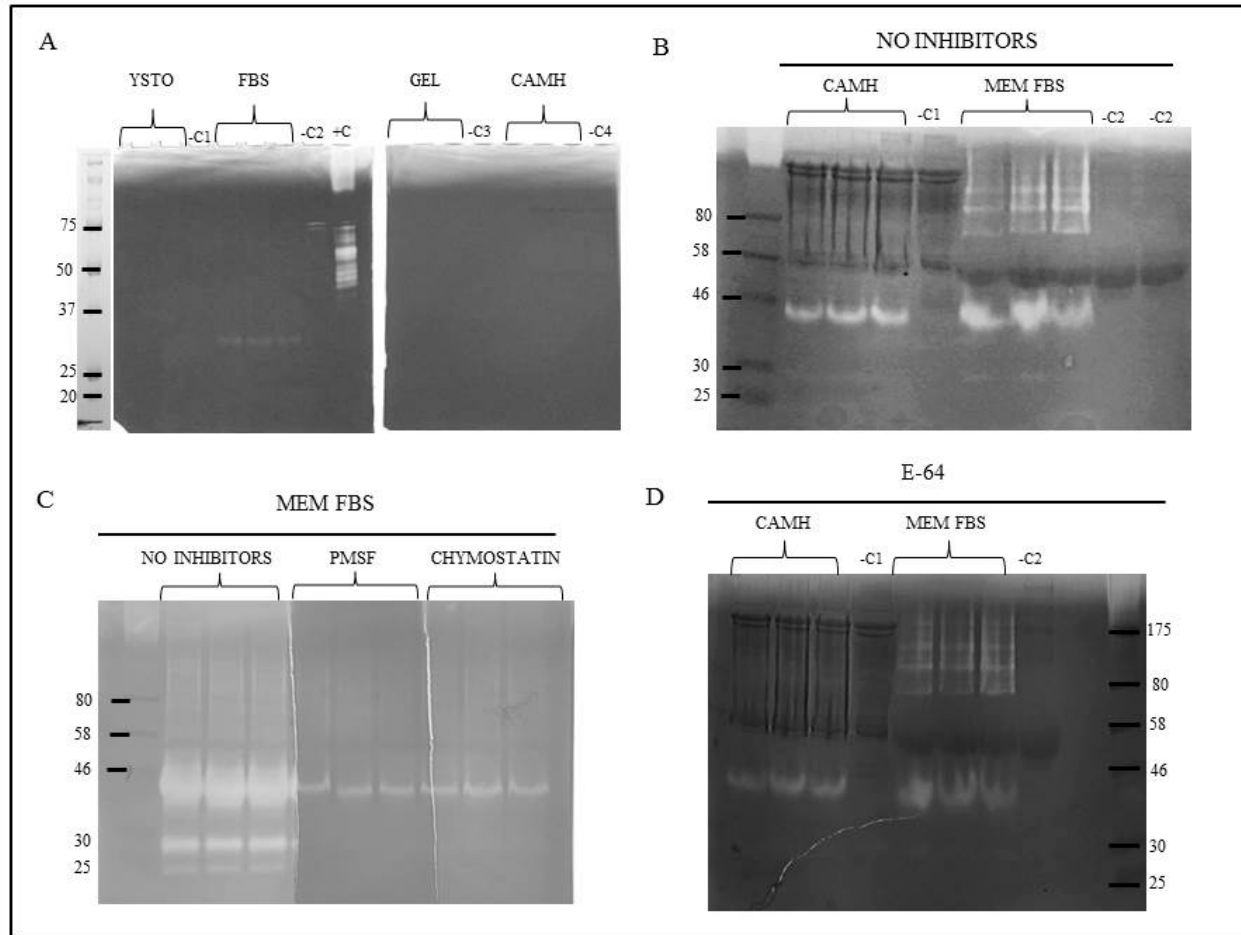 A
YSTO FBS GEL CAMH
-C1 -C2 +C -C3 -C4
75
50
37
25
20
B
NO INHIBITORS
CAMH MEM FBS
-C1 -C2 -C2
80
58
46
30
25
C
MEM FBS
NO INHIBITORS PMSF CHYMOSTATIN
80
58
46
30
25
D
E-64
CAMH MEM FBS
-C1 -C2
175
80
58
46
30
25